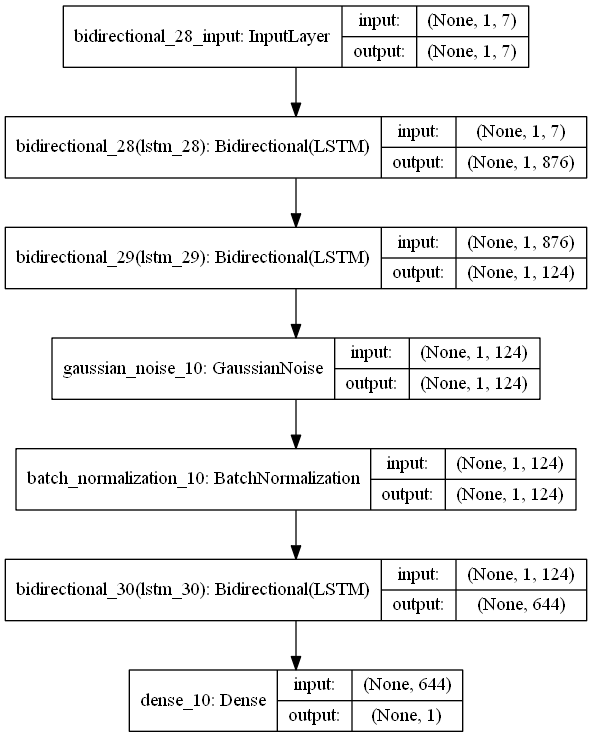 bidirectional_28_input: InputLayer
input: (None, 1, 7)
output: (None, 1, 7)
bidirectional_28(lstm_28): Bidirectional(LSTM)
input: (None, 1, 7)
output: (None, 1, 876)
bidirectional_29(lstm_29): Bidirectional(LSTM)
input: (None, 1, 876)
output: (None, 1, 124)
gaussian_noise_10: GaussianNoise
input: (None, 1, 124)
output: (None, 1, 124)
batch_normalization_10: BatchNormalization
input: (None, 1, 124)
output: (None, 1, 124)
bidirectional_30(lstm_30): Bidirectional(LSTM)
input: (None, 1, 124)
output: (None, 644)
dense_10: Dense
input: (None, 644)
output: (None, 1)